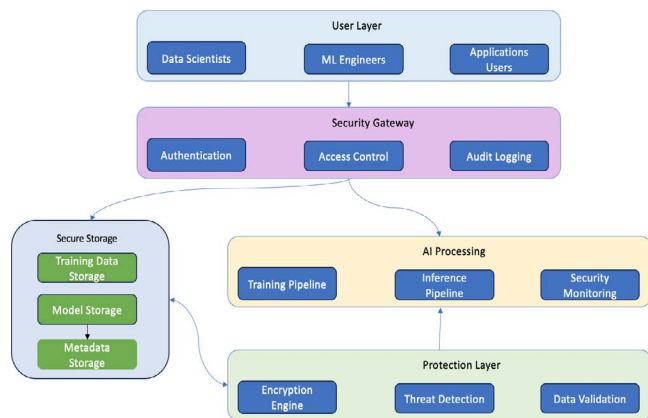 User Layer
Data Scientists
ML Engineers
Applications
Users
Security Gateway
Authentication
Access Control
Audit Logging
Secure Storage
Training Data
Storage
Model Storage
Metadata
Storage
AI Processing
Training Pipeline
Inference
Pipeline
Security
Monitoring
Protection Layer
Encryption
Engine
Threat Detection
Data Validation